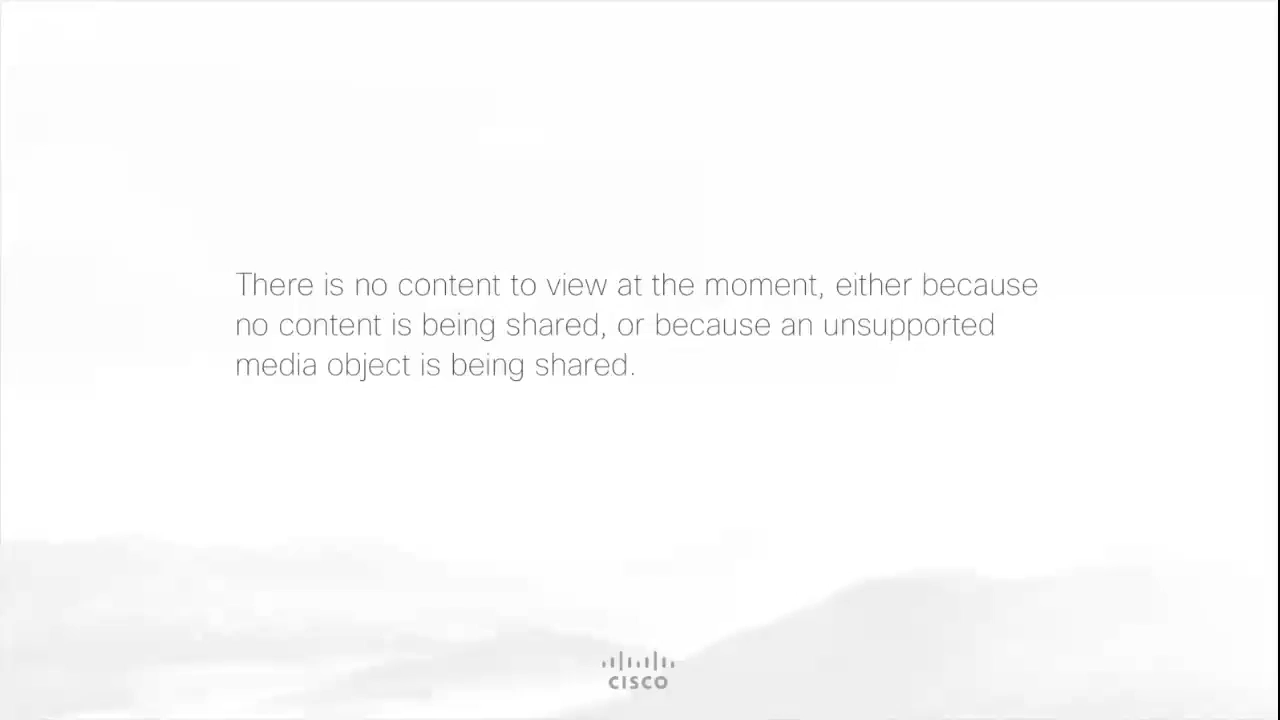 There is no content to view at the moment, either because
no content is being shared, or because an unsupported
media object is being shared.
CISCO